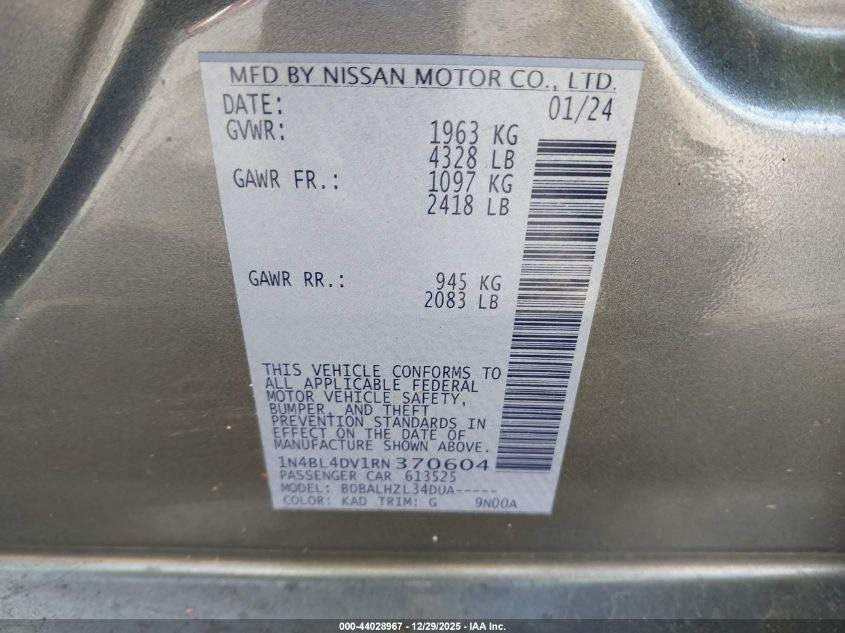 MFD BY NISSAN MOTOR CO., LTD.
DATE: 01/24
GVWR: 1963 KG
4328 LB
GAWR FR.: 1097 KG
2418 LB
GAWR RR.: 945 KG
2083 LB
THIS VEHICLE CONFORMS TO
ALL APPLICABLE FEDERAL
MOTOR VEHICLE SAFETY,
BUMPER, AND THEFT
PREVENTION STANDARDS IN
EFFECT ON THE DATE OF
MANUFACTURE SHOWN ABOVE.
1N4BL4DV1RN370604
PASSENGER CAR 613525
MODEL: BDBALHZL34DUA-----
COLOR: KAD TRIM: G 9N00A
000-44028967 - 12/29/2025 - IAA Inc.